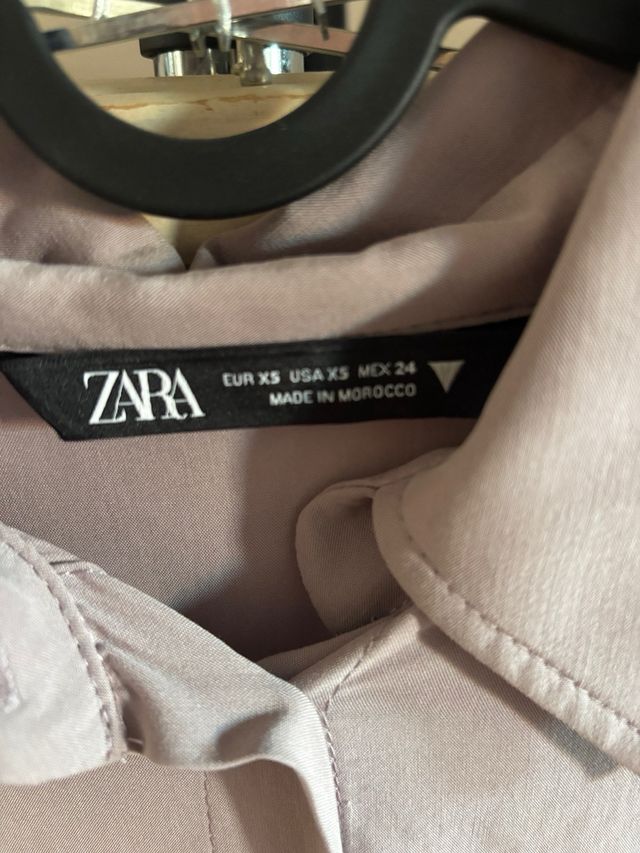 ZARA
EUR XS USA XS MEX 24
MADE IN MOROCCO